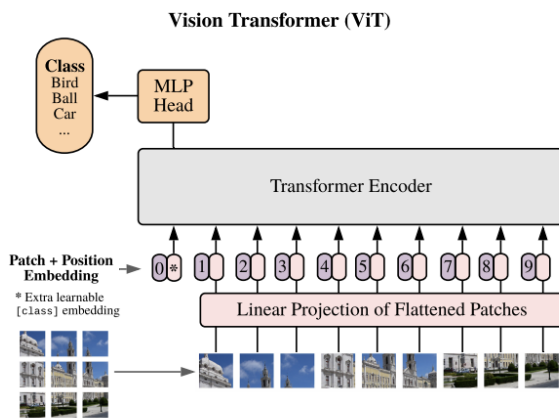 Vision Transformer (ViT)
Class
Bird
Ball
Car
...
MLP
Head
Transformer Encoder
Patch + Position
Embedding
0 * 1 2 3 4 5 6 7 8 9
* Extra learnable
[class] embedding
Linear Projection of Flattened Patches